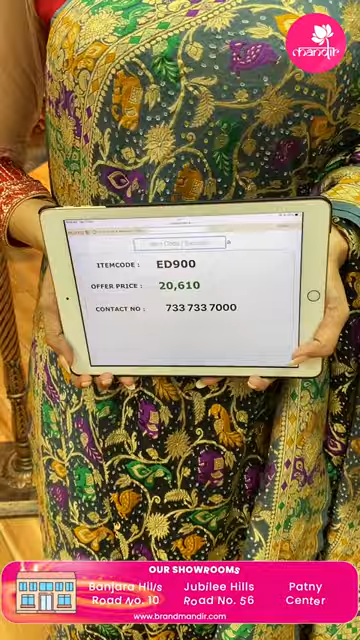 mandir
ITEMCODE : ED900
OFFER PRICE : 20,610
CONTACT NO : 733 733 7000
OUR SHOWROOMS
Banjara Hills Jubilee Hills Patny
Road No. 10 Road No. 56 Center
www.brandmandir.com